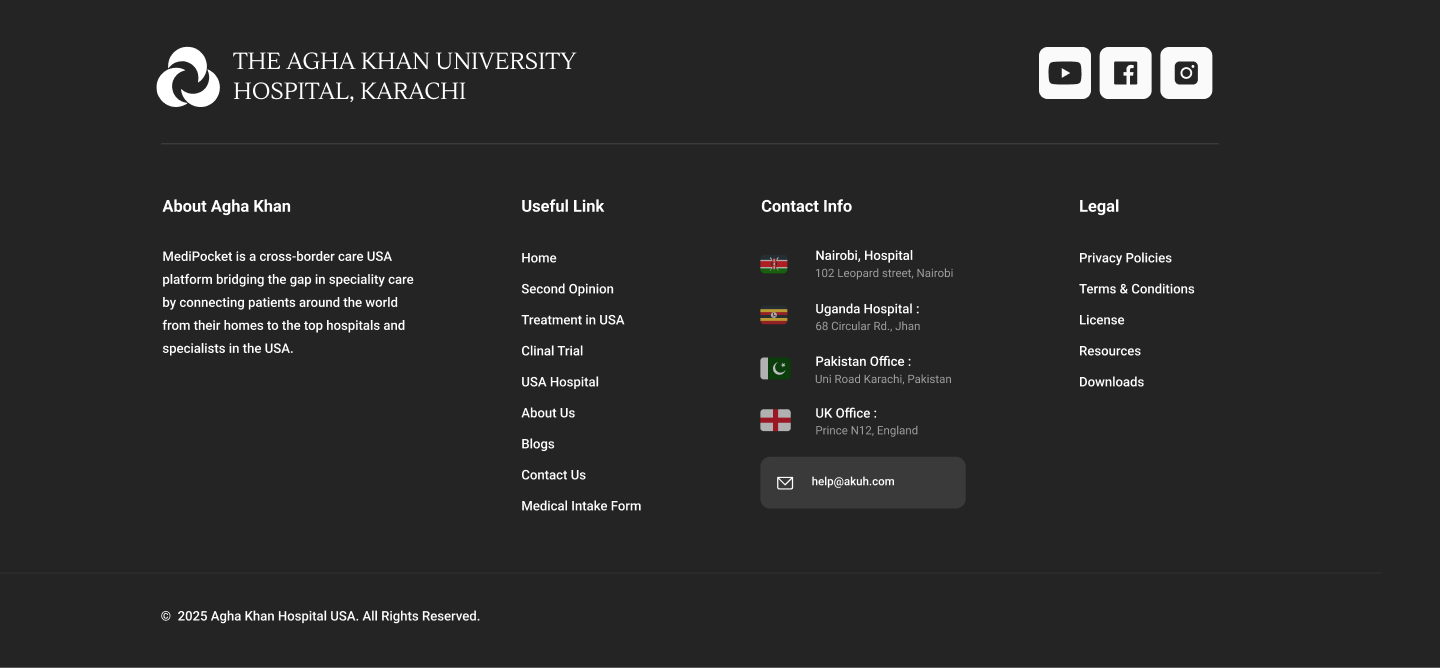 THE AGHA KHAN UNIVERSITY
HOSPITAL, KARACHI
About Agha Khan
MediPocket is a cross-border care USA
platform bridging the gap in speciality care
by connecting patients around the world
from their homes to the top hospitals and
specialists in the USA.
Useful Link
Home
Second Opinion
Treatment in USA
Clinal Trial
USA Hospital
About Us
Blogs
Contact Us
Medical Intake Form
Contact Info
Nairobi, Hospital
102 Leopard street, Nairobi
Uganda Hospital :
68 Circular Rd., Jhan
Pakistan Office :
Uni Road Karachi, Pakistan
UK Office :
Prince N12, England
help@akuh.com
Legal
Privacy Policies
Terms & Conditions
License
Resources
Downloads
© 2025 Agha Khan Hospital USA. All Rights Reserved.